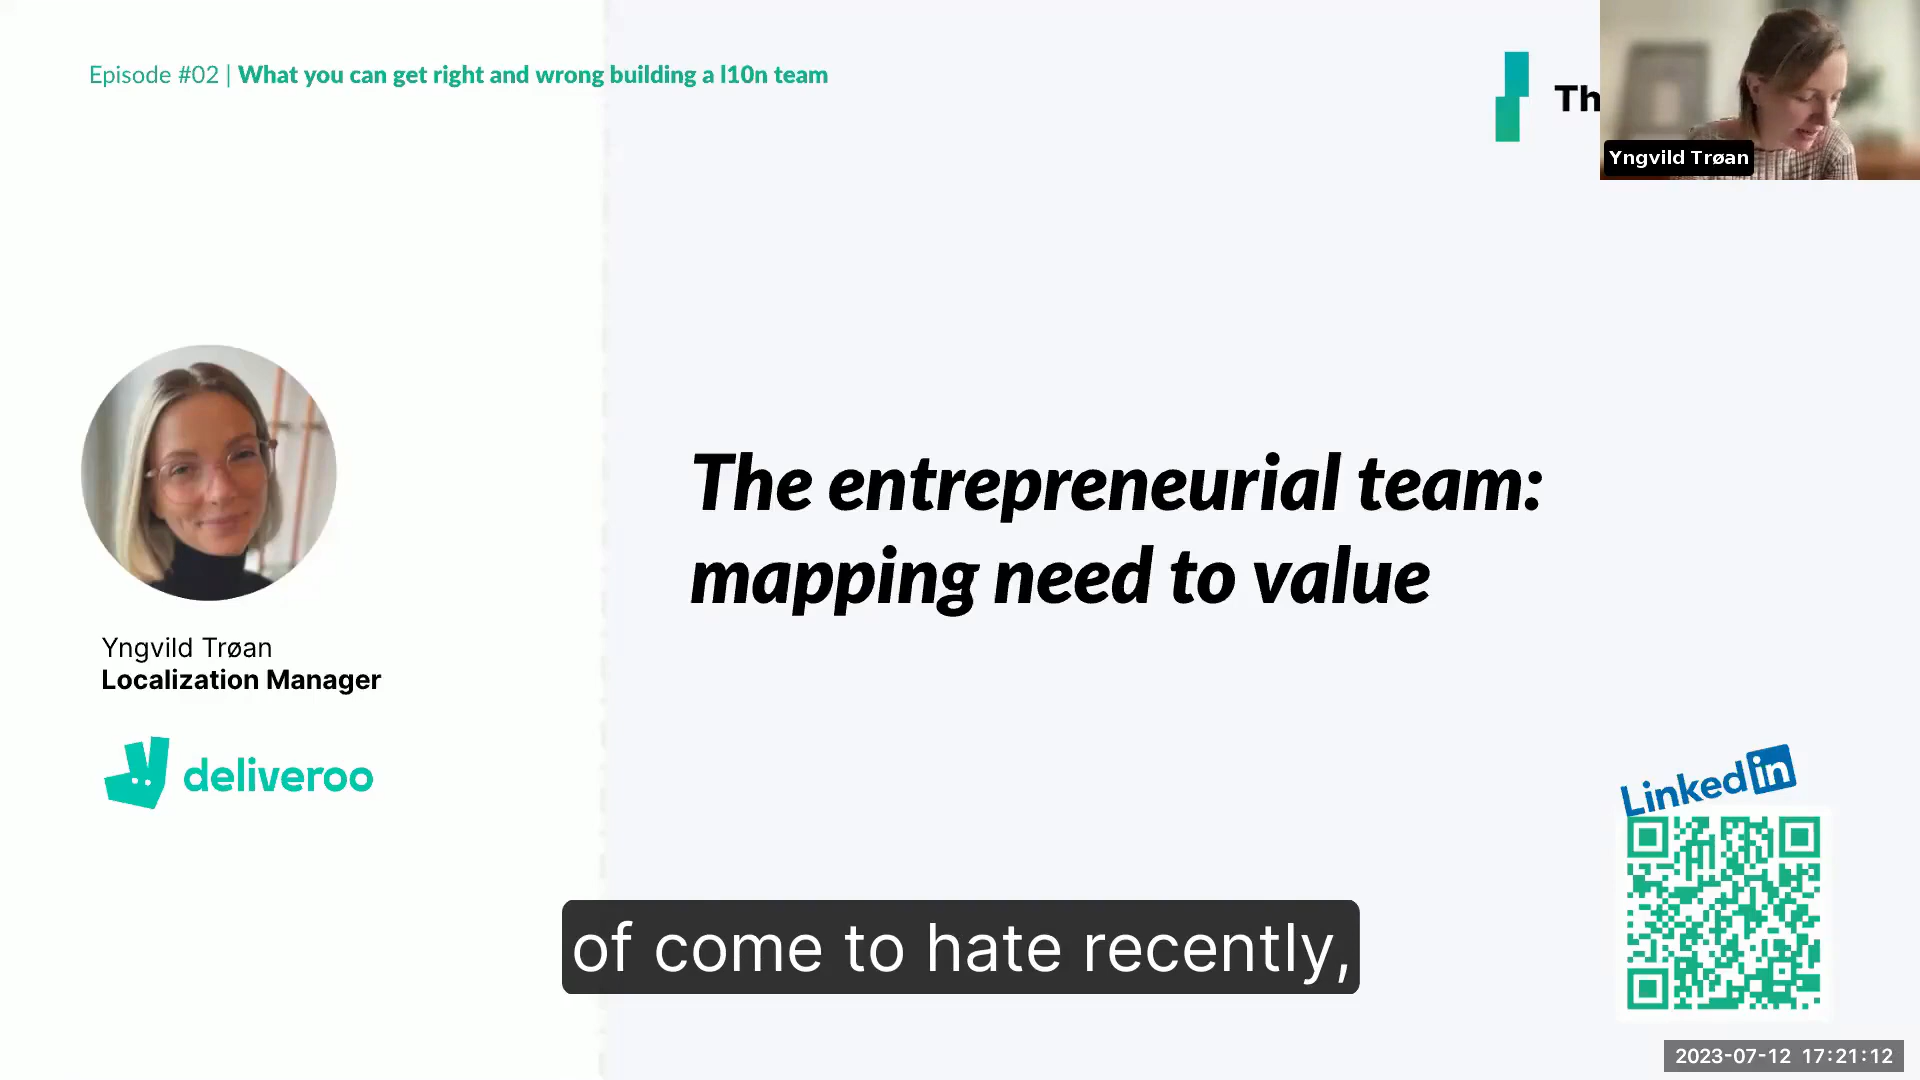 Episode #02 | What you can get right and wrong building a l10n team
Th
Yngvild Trøan
The entrepreneurial team:
mapping need to value
Yngvild Trøan
Localization Manager
deliveroo
LinkedIn
of come to hate recently,
2023-07-12 17:21:12